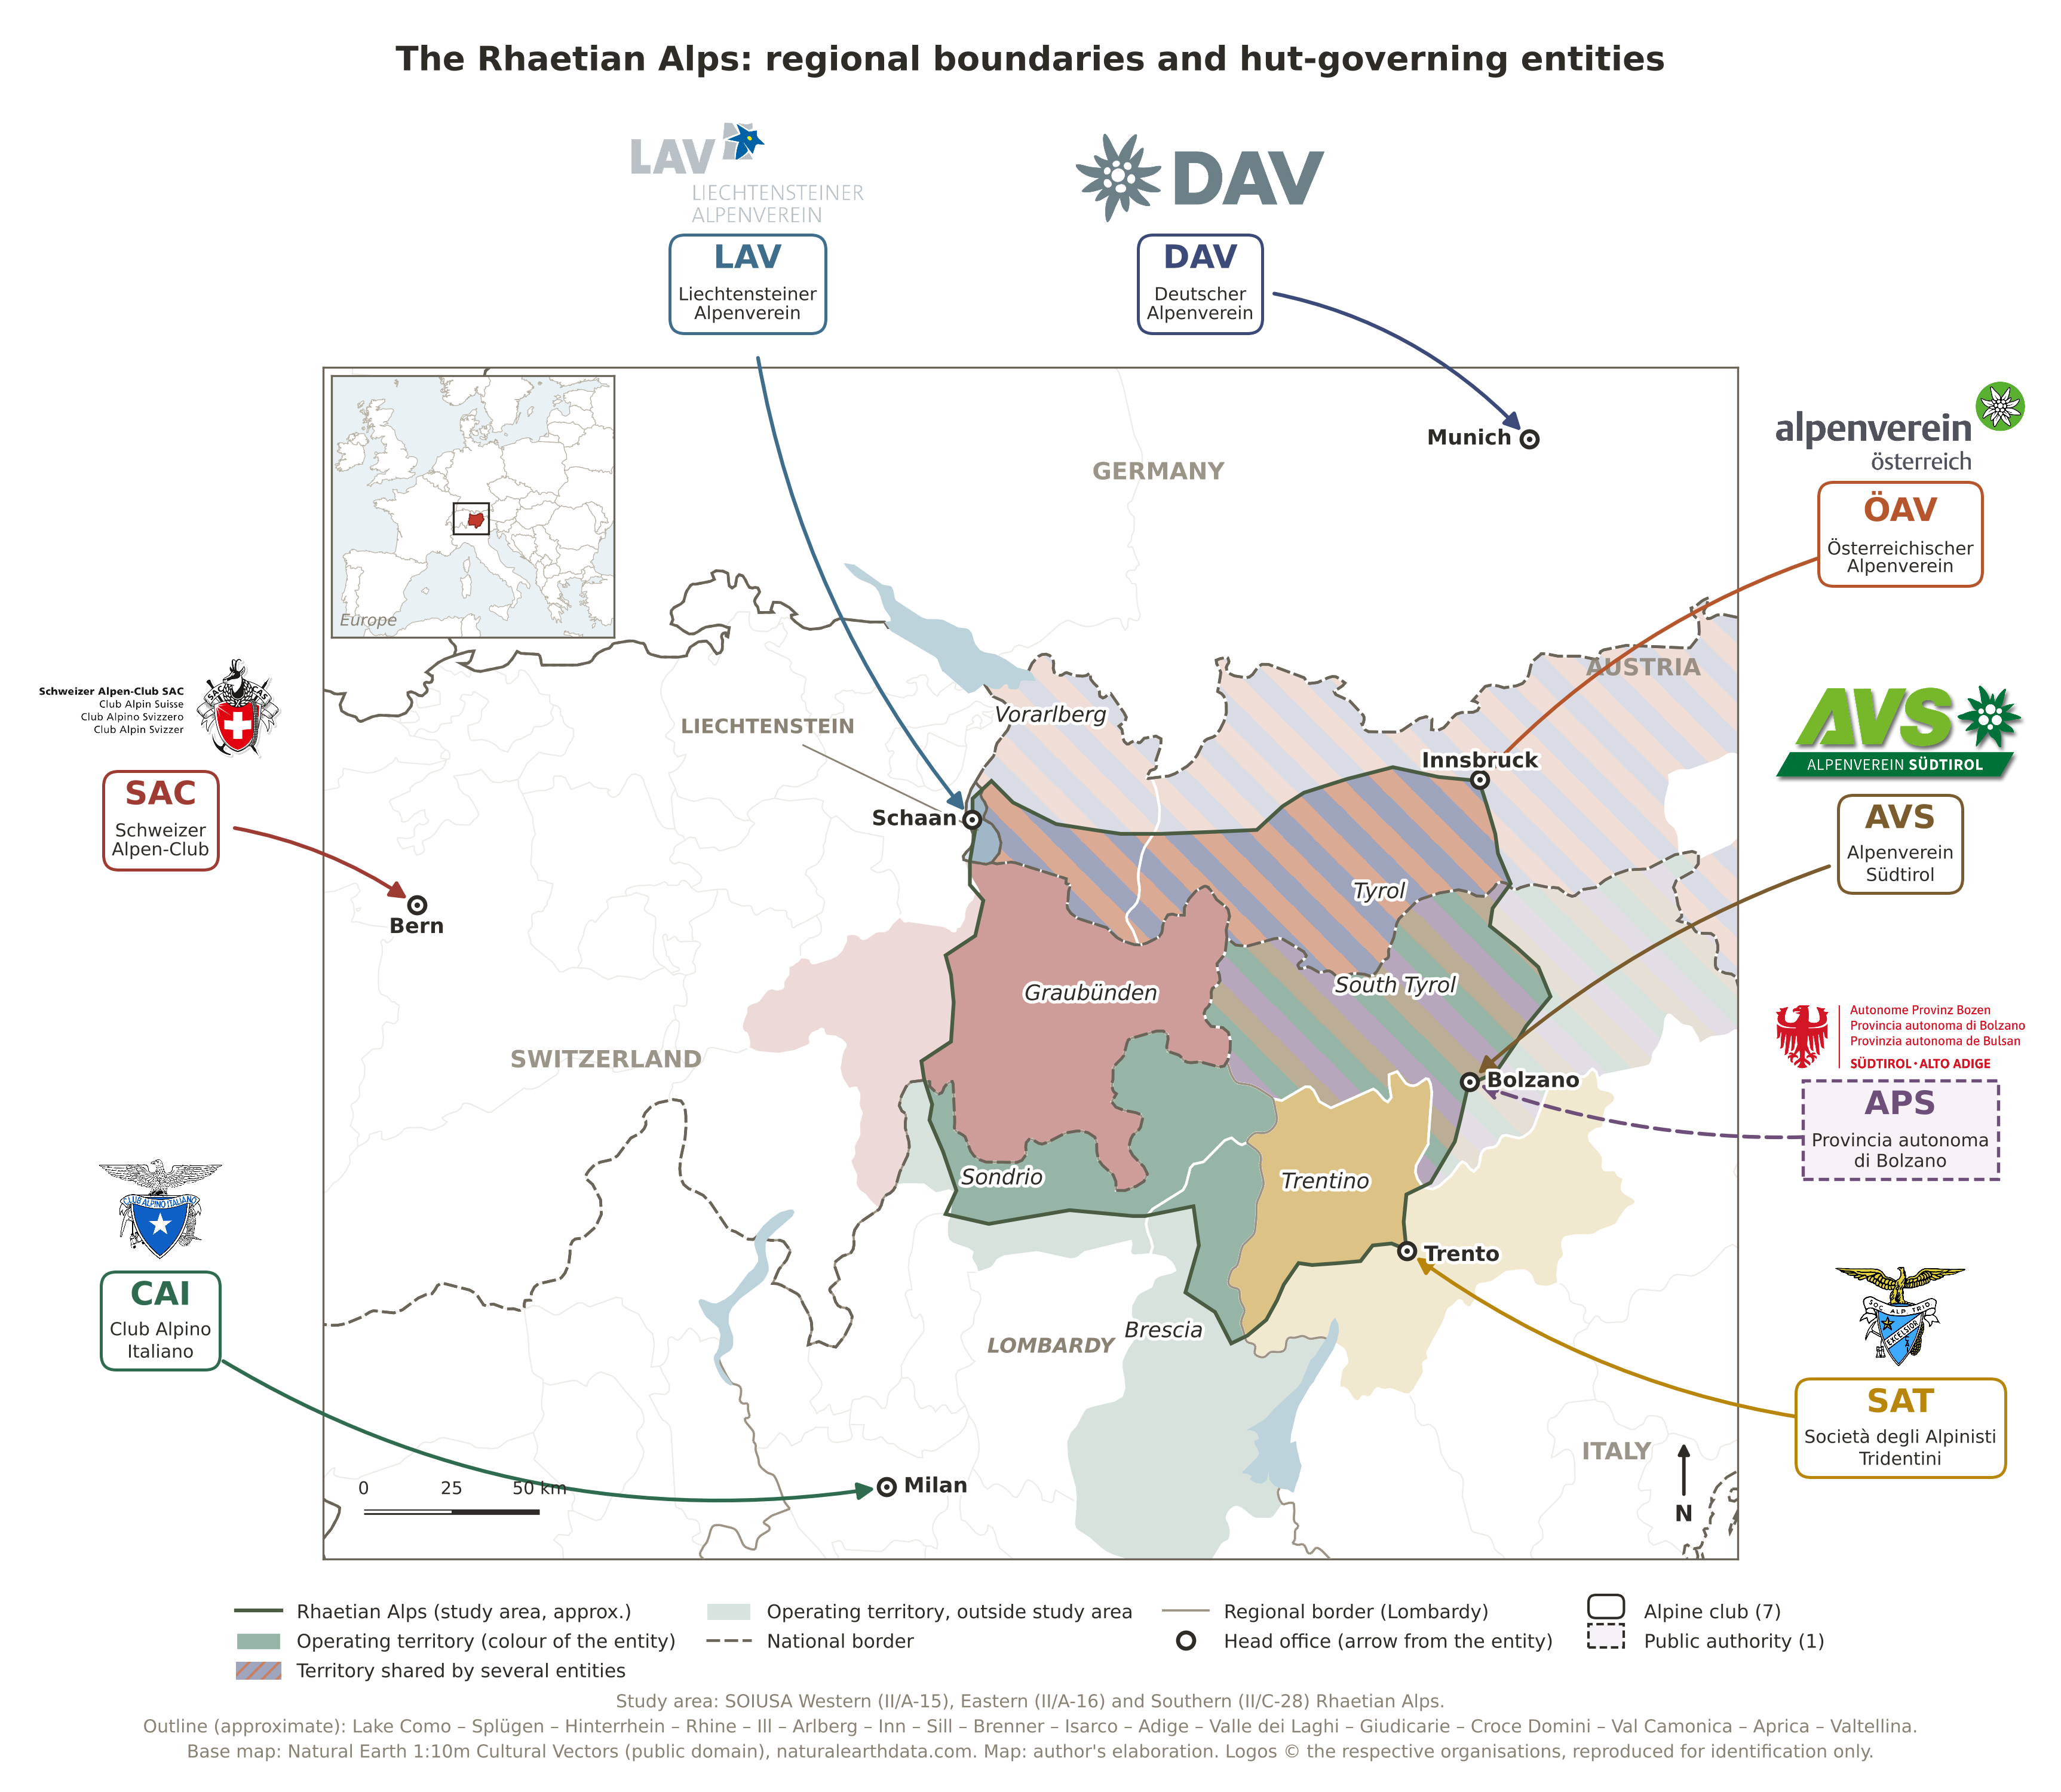 The Rhaetian Alps: regional boundaries and hut-governing entities
LAV
LIECHTENSTEINER
ALPENVEREIN
DAV
LAV
Liechtensteiner
Alpenverein
DAV
Deutscher
Alpenverein
Europe
Munich
GERMANY
alpenverein
österreich
ÖAV
Österreichischer
Alpenverein
AUSTRIA
Schweizer Alpen-Club SAC
Club Alpin Suisse
Club Alpino Svizzero
Club Alpin Svizzer
SAC CAS
SAC
Schweizer
Alpen-Club
LIECHTENSTEIN
Vorarlberg
AVS
ALPENVEREIN SÜDTIROL
AVS
Alpenverein
Südtirol
Innsbruck
Schaan
Bern
Tyrol
South Tyrol
Graubünden
SWITZERLAND
Autonome Provinz Bozen
Provincia autonoma di Bolzano
Provinzia autonoma de Bulsan
SÜDTIROL · ALTO ADIGE
APS
Provincia autonoma
di Bolzano
Bolzano
Sondrio
Trentino
CLUB ALPINO ITALIANO
CAI
Club Alpino
Italiano
Trento
Brescia
LOMBARDY
SOC. ALP. TRID
EXCELSIOR
SAT
Società degli Alpinisti
Tridentini
ITALY
N
Milan
0 25 50 km
Rhaetian Alps (study area, approx.)
Operating territory (colour of the entity)
Territory shared by several entities
Operating territory, outside study area
National border
Regional border (Lombardy)
Head office (arrow from the entity)
Alpine club (7)
Public authority (1)
Study area: SOIUSA Western (II/A-15), Eastern (II/A-16) and Southern (II/C-28) Rhaetian Alps.
Outline (approximate): Lake Como – Splügen – Hinterrhein – Rhine – Ill – Arlberg – Inn – Sill – Brenner – Isarco – Adige – Valle dei Laghi – Giudicarie – Croce Domini – Val Camonica – Aprica – Valtellina.
Base map: Natural Earth 1:10m Cultural Vectors (public domain), naturalearthdata.com. Map: author's elaboration. Logos © the respective organisations, reproduced for identification only.